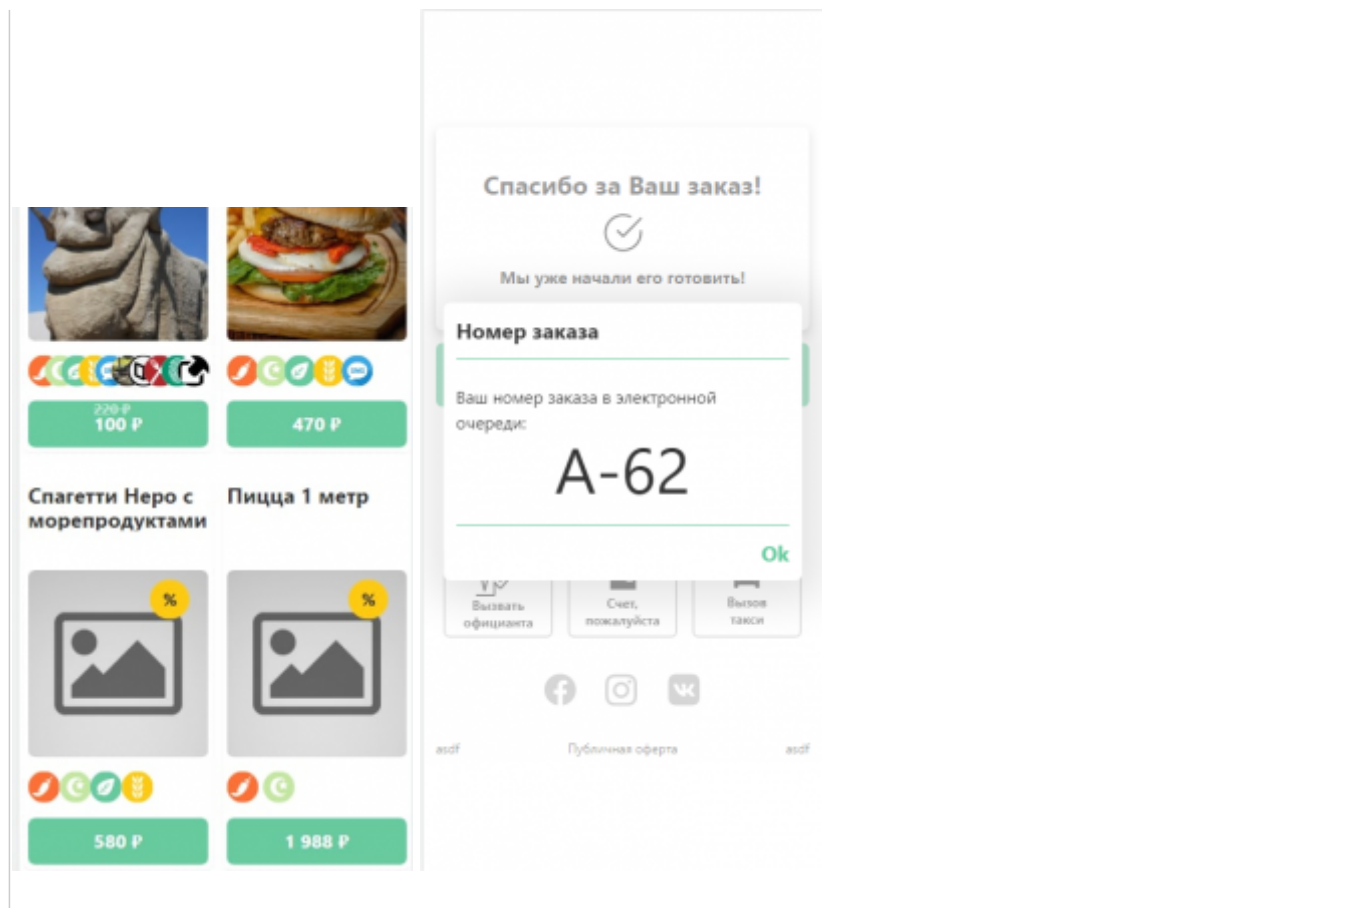 220 ₽
100 ₽
470 ₽
Спагетти Неро с
морепродуктами
Пицца 1 метр
%
%
580 ₽
1 988 ₽
Спасибо за Ваш заказ!
Мы уже начали его готовить!
Номер заказа
Ваш номер заказа в электронной
очереди:
А-62
Ok
Вызвать
официанта
Счет,
пожалуйста
Вызов
такси
asdf
Публичная оферта
asdf